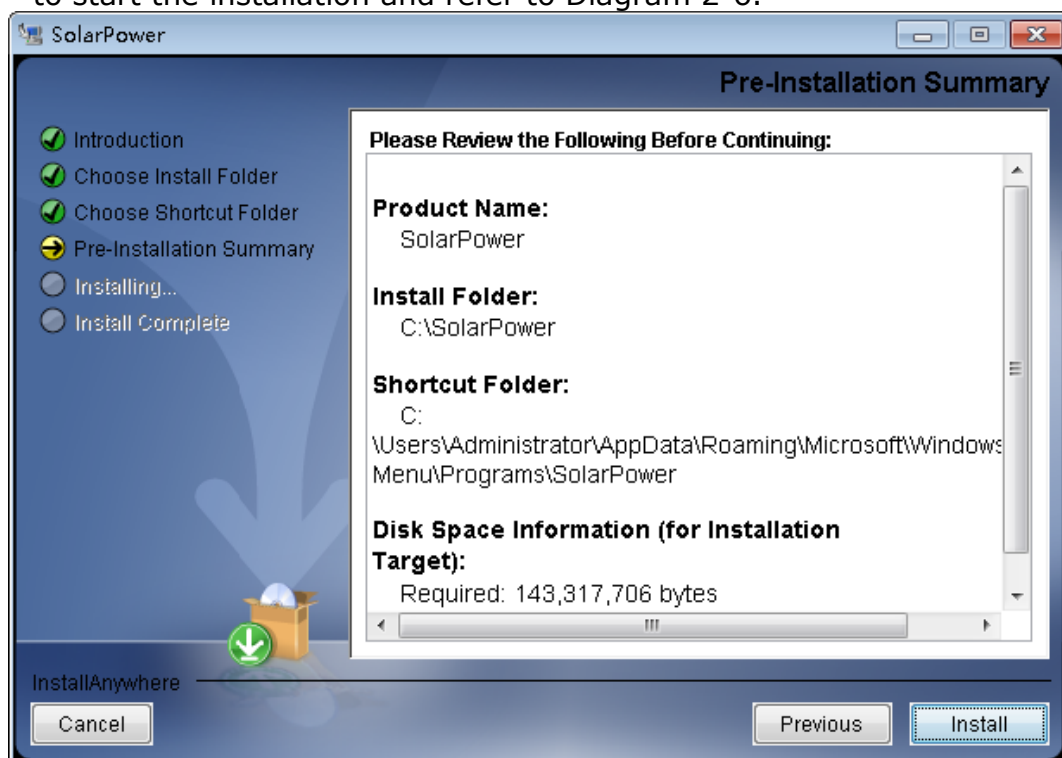 to start the installation and refer to Diagram 2-6.
SolarPower
Pre-Installation Summary
Introduction
Choose Install Folder
Choose Shortcut Folder
Pre-Installation Summary
Installing...
Install Complete
Please Review the Following Before Continuing:
Product Name:
SolarPower
Install Folder:
C:\SolarPower
Shortcut Folder:
C:
\Users\Administrator\AppData\Roaming\Microsoft\Windows
Menu\Programs\SolarPower
Disk Space Information (for Installation
Target):
Required: 143,317,706 bytes
InstallAnywhere
Cancel
Previous
Install